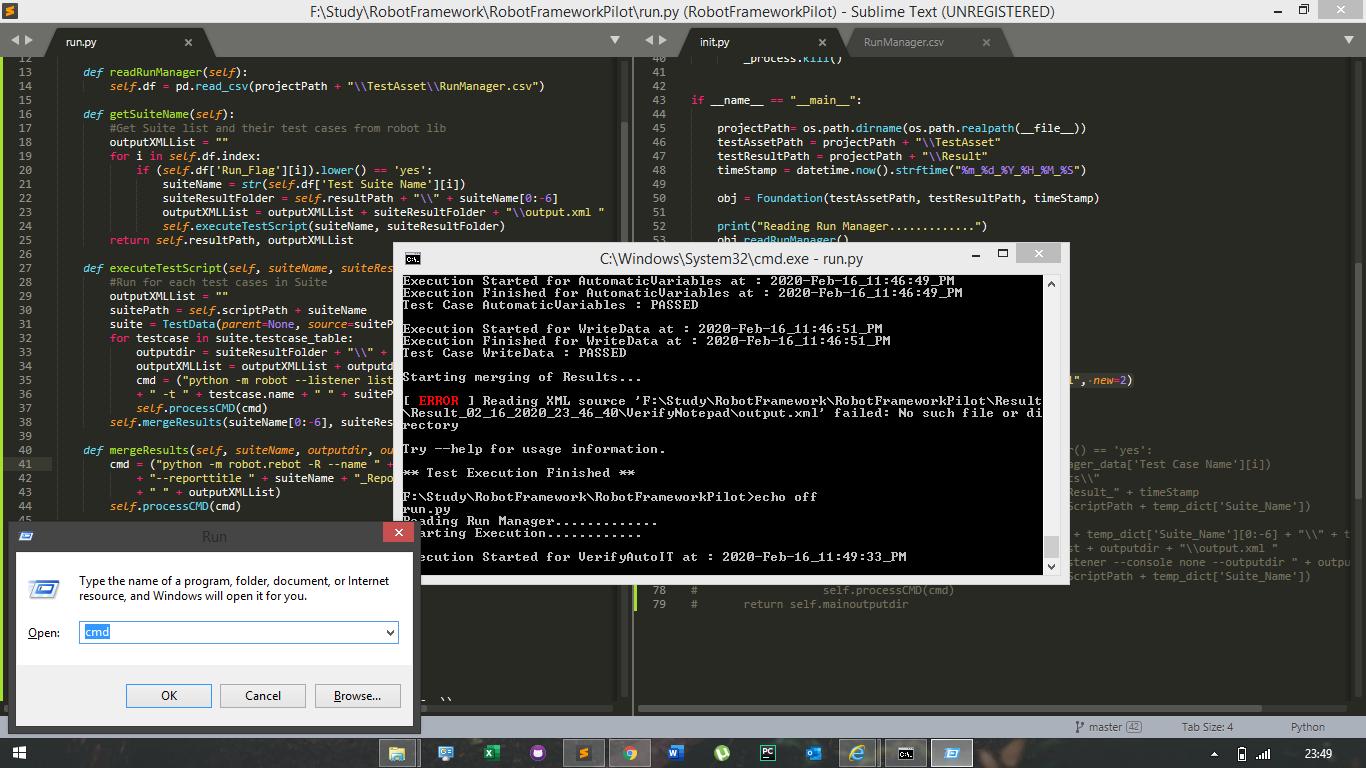 F:\Study\RobotFramework\RobotFrameworkPilot\run.py (RobotFrameworkPilot) - Sublime Text (UNREGISTERED)
run.py
12
13 def readRunManager(self):
14 self.df = pd.read_csv(projectPath + "\\TestAsset\\RunManager.csv")
15
16 def getSuiteName(self):
17 #Get Suite list and their test cases from robot lib
18 outputXMLList = ""
19 for i in self.df.index:
20 if (self.df['Run_Flag'][i]).lower() == 'yes':
21 suiteName = str(self.df['Test Suite Name'][i])
22 suiteResultFolder = self.resultPath + "\\" + suiteName[0:-6]
23 outputXMLList = outputXMLList + suiteResultFolder + "\\output.xml "
24 self.executeTestScript(suiteName, suiteResultFolder)
25 return self.resultPath, outputXMLList
26
27 def executeTestScript(self, suiteName, suiteRes
28 #Run for each test cases in Suite
29 outputXMLList = ""
30 suitePath = self.scriptPath + suiteName
31 suite = TestData(parent=None, source=suiteP
32 for testcase in suite.testcase_table:
33 outputdir = suiteResultFolder + "\\" +
34 outputXMLList = outputXMLList + outputd
35 cmd = ("python -m robot --listener list
36 + " -t " + testcase.name + " " + suiteP
37 self.processCMD(cmd)
38 self.mergeResults(suiteName[0:-6], suiteRes
39
40 def mergeResults(self, suiteName, outputdir, ou
41 cmd = ("python -m robot.rebot -R --name " +
42 + "--reporttitle " + suiteName + "_Repo
43 + " " + outputXMLList)
44 self.processCMD(cmd)
45
init.py
RunManager.csv
40 _process.kill()
41
42
43 if __name__ == "__main__":
44
45 projectPath= os.path.dirname(os.path.realpath(__file__))
46 testAssetPath = projectPath + "\\TestAsset"
47 testResultPath = projectPath + "\\Result"
48 timeStamp = datetime.now().strftime("%m_%d_%Y_%H_%M_%S")
49
50 obj = Foundation(testAssetPath, testResultPath, timeStamp)
51
52 print("Reading Run Manager.............")
53 obj.readRunManager()
l", new=2)
r() == 'yes':
ager_data['Test Case Name'][i])
ts\\"
Result_" + timeStamp
ScriptPath + temp_dict['Suite_Name'])
+ temp_dict['Suite_Name'][0:-6] + "\\" + t
st + outputdir + "\\output.xml "
stener --console none --outputdir " + outpu
ScriptPath + temp_dict['Suite_Name'])
78 # self.processCMD(cmd)
79 # return self.mainoutputdir
C:\Windows\System32\cmd.exe - run.py
Execution Started for AutomaticVariables at : 2020-Feb-16_11:46:49_PM
Execution Finished for AutomaticVariables at : 2020-Feb-16_11:46:49_PM
Test Case AutomaticVariables : PASSED
Execution Started for WriteData at : 2020-Feb-16_11:46:51_PM
Execution Finished for WriteData at : 2020-Feb-16_11:46:51_PM
Test Case WriteData : PASSED
Starting merging of Results...
[ ERROR ] Reading XML source 'F:\Study\RobotFramework\RobotFrameworkPilot\Result
\Result_02_16_2020_23_46_40\VerifyNotepad\output.xml' failed: No such file or di
rectory
Try --help for usage information.
** Test Execution Finished **
F:\Study\RobotFramework\RobotFrameworkPilot>echo off
run.py
Reading Run Manager.............
tarting Execution............
ecution Started for VerifyAutoIT at : 2020-Feb-16_11:49:33_PM
Run
Type the name of a program, folder, document, or Internet
resource, and Windows will open it for you.
Open: cmd
OK Cancel Browse...
master 42 Tab Size: 4 Python
23:49